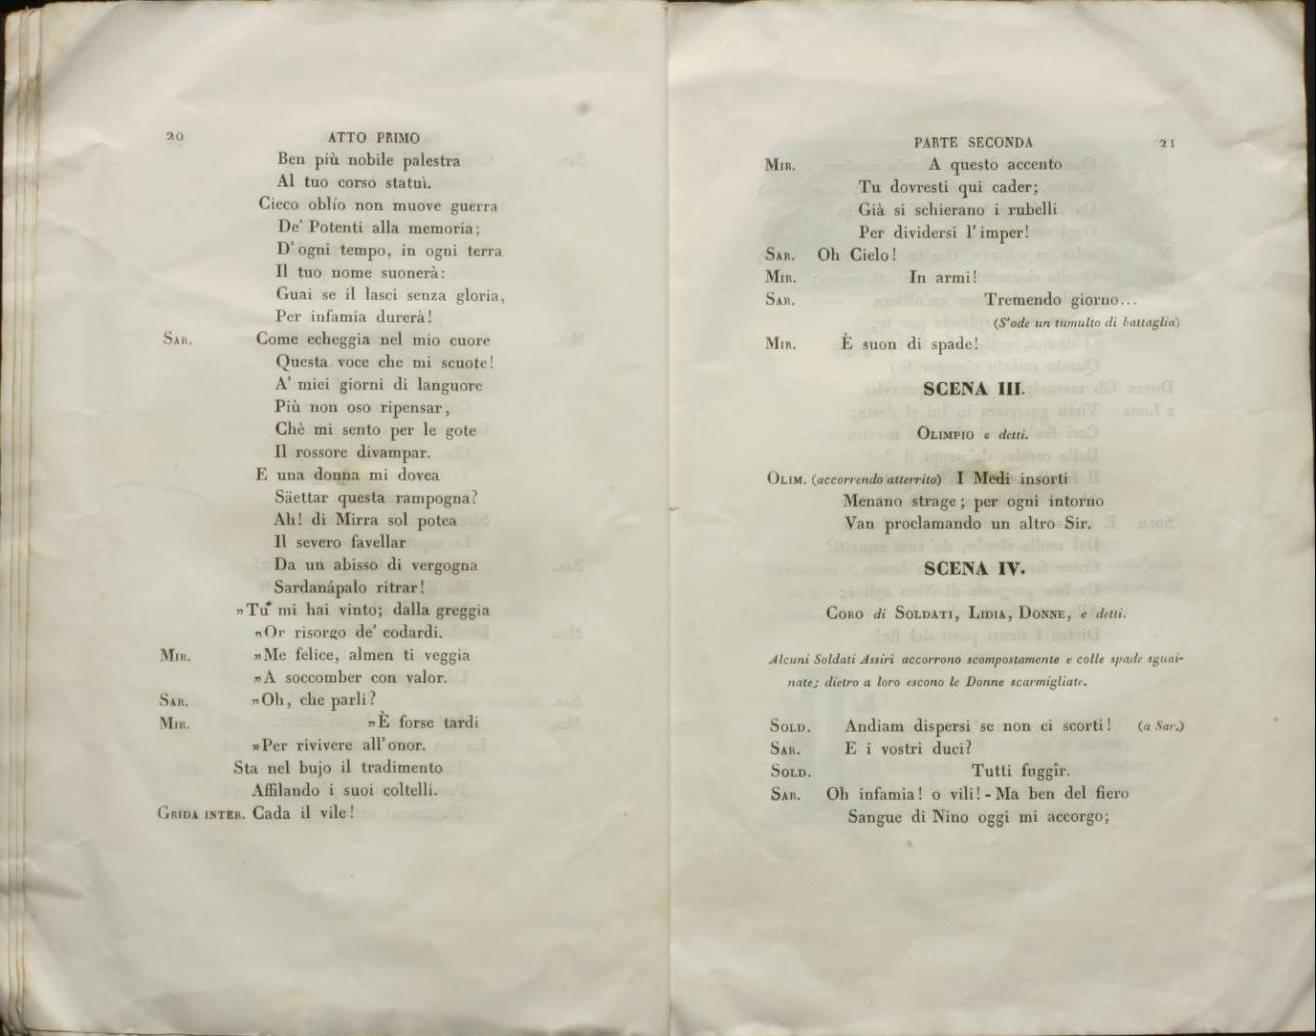 20 ATTO PRIMO
Ben più nobile palestra
Al tuo corso statuì.
Cieco oblío non muove guerra
De' Potenti alla memoria;
D'ogni tempo, in ogni terra
Il tuo nome suonerà:
Guai se il lasci senza gloria,
Per infamia durerà!
SAR. Come echeggia nel mio cuore
Questa voce che mi scuote!
A' miei giorni di languore
Più non oso ripensar,
Chè mi sento per le gote
Il rossore divampar.
E una donna mi dovea
Säettar questa rampogna?
Ah! di Mirra sol potea
Il severo favellar
Da un abisso di vergogna
Sardanápalo ritrar!
»Tu mi hai vinto; dalla greggia
»Or risorgo de' codardi.
MIR. »Me felice, almen ti veggia
»A soccomber con valor.
SAR. »Oh, che parli?
MIR. »È forse tardi
»Per rivivere all'onor.
Sta nel bujo il tradimento
Affilando i suoi coltelli.
GRIDA INTER. Cada il vile!
PARTE SECONDA 21
MIR. A questo accento
Tu dovresti qui cader;
Già si schierano i rubelli
Per dividersi l'imper!
SAR. Oh Cielo!
MIR. In armi!
SAR. Tremendo giorno...
(S'ode un tumulto di battaglia)
MIR. È suon di spade!
SCENA III.
OLIMPIO e detti.
OLIM. (accorrendo atterrito) I Medi insorti
Menano strage; per ogni intorno
Van proclamando un altro Sir.
SCENA IV.
CORO di SOLDATI, LIDIA, DONNE, e detti.
Alcuni Soldati Assirî accorrono scompostamente e colle spade sguai-
nate; dietro a loro escono le Donne scarmigliate.
SOLD. Andiam dispersi se non ci scorti! (a Sar.)
SAR. E i vostri duci?
SOLD. Tutti fuggîr.
SAR. Oh infamia! o vili! - Ma ben del fiero
Sangue di Nino oggi mi accorgo;